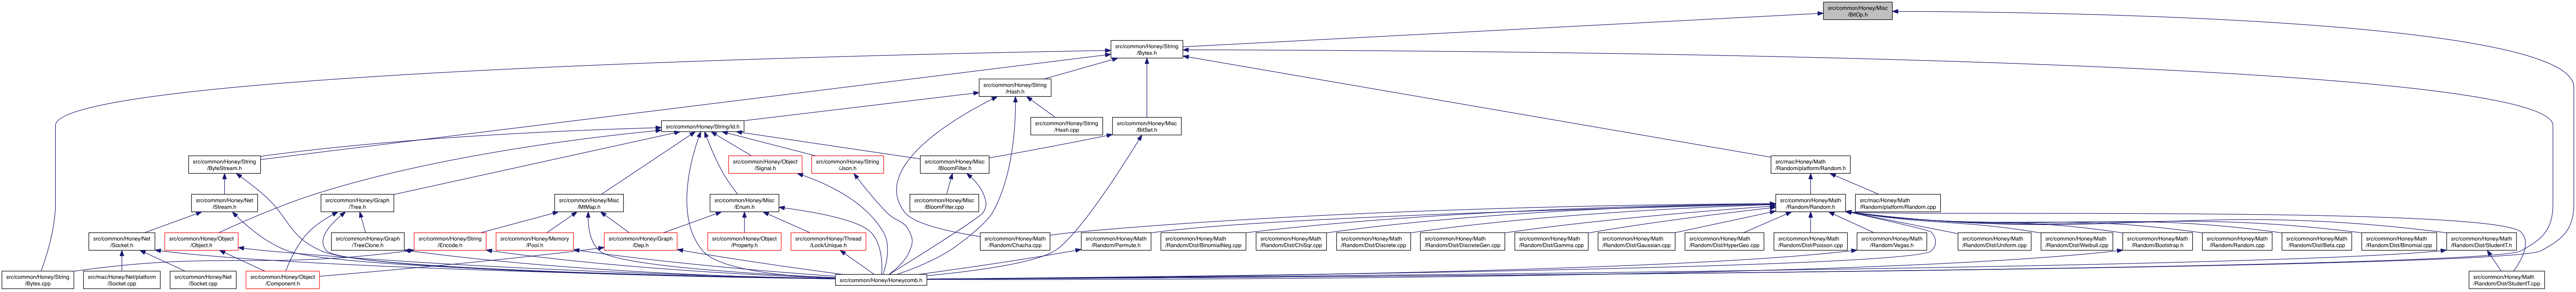 src/common/Honey/Misc
/BitOp.h
src/common/Honey/String
/Bytes.h
src/common/Honey/String
/Hash.h
src/common/Honey/String/Id.h
src/common/Honey/String
/Hash.cpp
src/common/Honey/Misc
/BitSet.h
src/common/Honey/String
/ByteStream.h
src/common/Honey/Object
/Signal.h
src/common/Honey/String
/Json.h
src/common/Honey/Misc
/BloomFilter.h
src/mac/Honey/Math
/Random/platform/Random.h
src/common/Honey/Net
/Stream.h
src/common/Honey/Graph
/Tree.h
src/common/Honey/Misc
/MtMap.h
src/common/Honey/Misc
/Enum.h
src/common/Honey/Misc
/BloomFilter.cpp
src/common/Honey/Math
/Random/Random.h
src/mac/Honey/Math
/Random/platform/Random.cpp
src/common/Honey/Net
/Socket.h
src/common/Honey/Object
/Object.h
src/common/Honey/Graph
/TreeClone.h
src/common/Honey/String
/Encode.h
src/common/Honey/Memory
/Pool.h
src/common/Honey/Graph
/Dep.h
src/common/Honey/Object
/Property.h
src/common/Honey/Thread
/Lock/Unique.h
src/common/Honey/Math
/Random/Chacha.cpp
src/common/Honey/Math
/Random/Permute.h
src/common/Honey/Math
/Random/Dist/BinomialNeg.cpp
src/common/Honey/Math
/Random/Dist/ChiSqr.cpp
src/common/Honey/Math
/Random/Dist/Discrete.cpp
src/common/Honey/Math
/Random/Dist/DiscreteGen.cpp
src/common/Honey/Math
/Random/Dist/Gamma.cpp
src/common/Honey/Math
/Random/Dist/Gaussian.cpp
src/common/Honey/Math
/Random/Dist/HyperGeo.cpp
src/common/Honey/Math
/Random/Dist/Poisson.cpp
src/common/Honey/Math
/Random/Vegas.h
src/common/Honey/Math
/Random/Dist/Uniform.cpp
src/common/Honey/Math
/Random/Dist/Weibull.cpp
src/common/Honey/Math
/Random/Bootstrap.h
src/common/Honey/Math
/Random/Random.cpp
src/common/Honey/Math
/Random/Dist/Beta.cpp
src/common/Honey/Math
/Random/Dist/Binomial.cpp
src/common/Honey/Math
/Random/Dist/StudentT.h
src/common/Honey/String
/Bytes.cpp
src/mac/Honey/Net/platform
/Socket.cpp
src/common/Honey/Net
/Socket.cpp
src/common/Honey/Object
/Component.h
src/common/Honey/Honeycomb.h
src/common/Honey/Math
/Random/Dist/StudentT.cpp